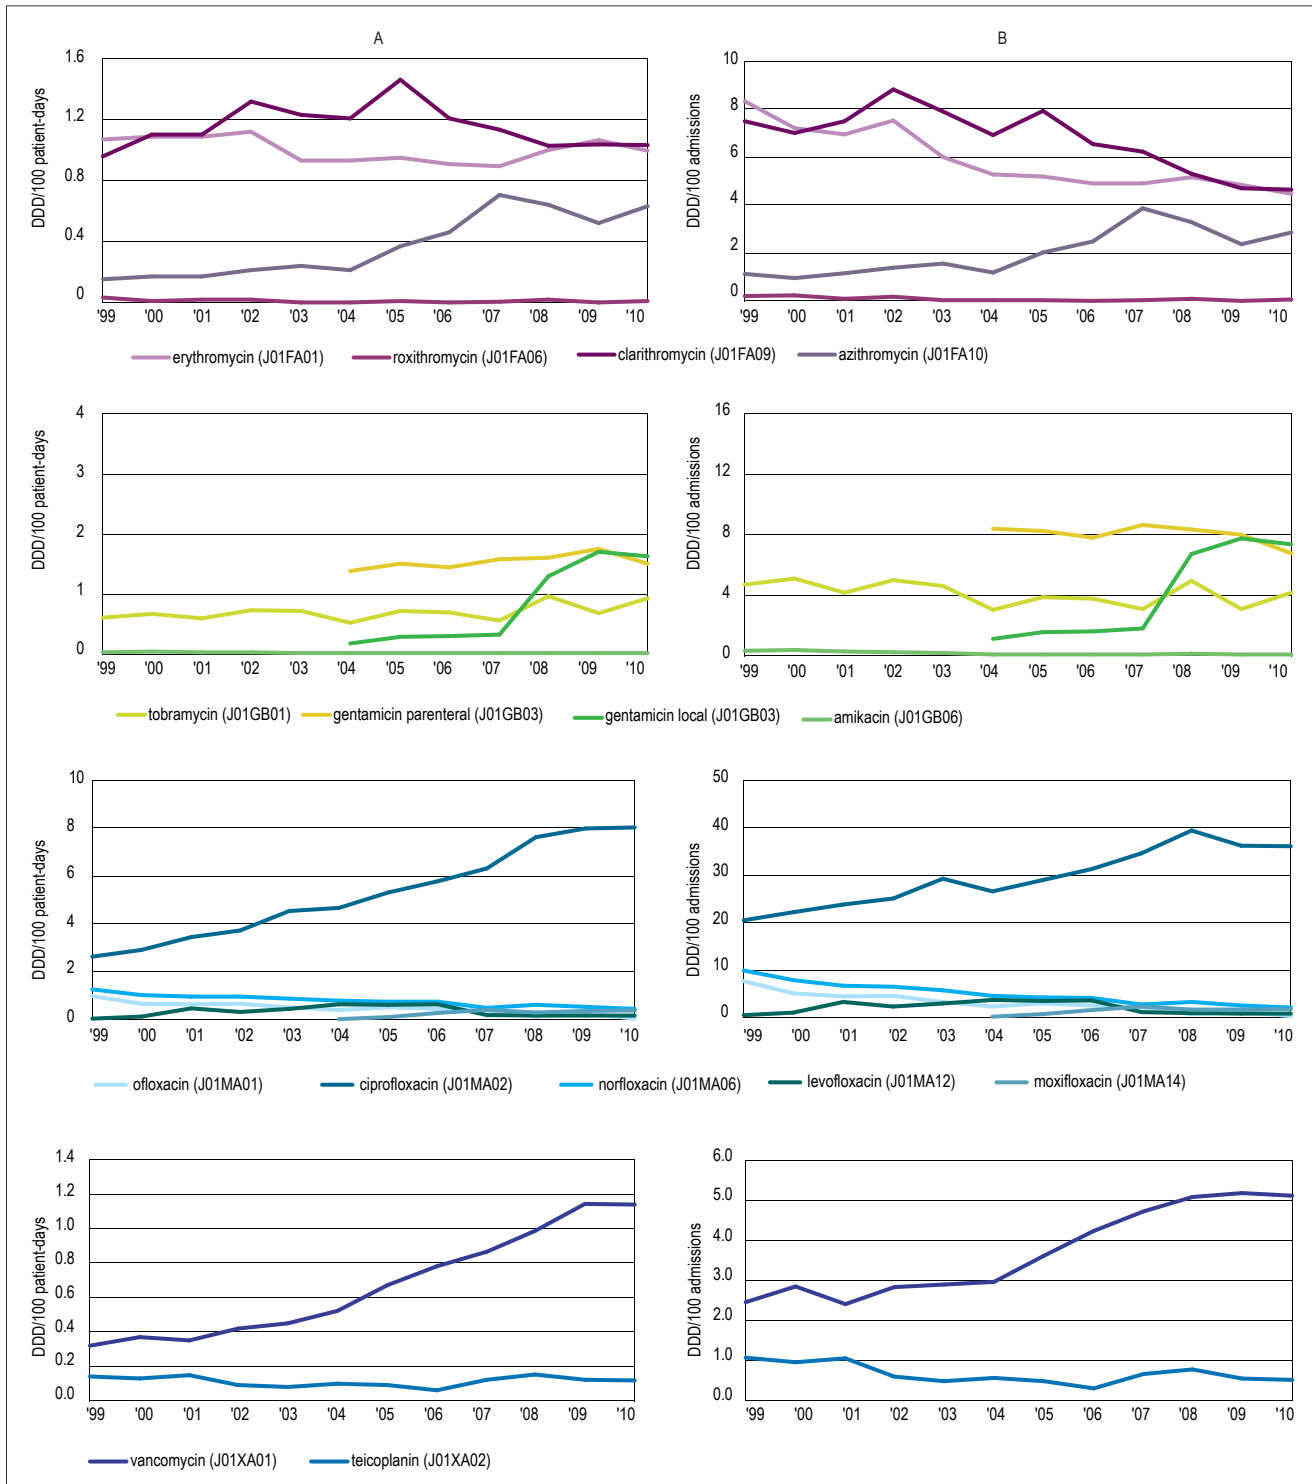 A
DDD/100 patient-days
1.6
1.2
0.8
0.4
0
'99 '00 '01 '02 '03 '04 '05 '06 '07 '08 '09 '10
B
DDD/100 admissions
10
8
6
4
2
0
'99 '00 '01 '02 '03 '04 '05 '06 '07 '08 '09 '10
erythromycin (J01FA01) roxithromycin (J01FA06) clarithromycin (J01FA09) azithromycin (J01FA10)
DDD/100 patient-days
4
3
2
1
0
'99 '00 '01 '02 '03 '04 '05 '06 '07 '08 '09 '10
DDD/100 admissions
16
12
8
4
0
'99 '00 '01 '02 '03 '04 '05 '06 '07 '08 '09 '10
tobramycin (J01GB01) gentamicin parenteral (J01GB03) gentamicin local (J01GB03) amikacin (J01GB06)
DDD/100 patient-days
10
8
6
4
2
0
'99 '00 '01 '02 '03 '04 '05 '06 '07 '08 '09 '10
DDD/100 admissions
50
40
30
20
10
0
'99 '00 '01 '02 '03 '04 '05 '06 '07 '08 '09 '10
ofloxacin (J01MA01) ciprofloxacin (J01MA02) norfloxacin (J01MA06) levofloxacin (J01MA12) moxifloxacin (J01MA14)
DDD/100 patient-days
1.4
1.2
1.0
0.8
0.6
0.4
0.2
0.0
'99 '00 '01 '02 '03 '04 '05 '06 '07 '08 '09 '10
DDD/100 admissions
6.0
5.0
4.0
3.0
2.0
1.0
0.0
'99 '00 '01 '02 '03 '04 '05 '06 '07 '08 '09 '10
vancomycin (J01XA01) teicoplanin (J01XA02)